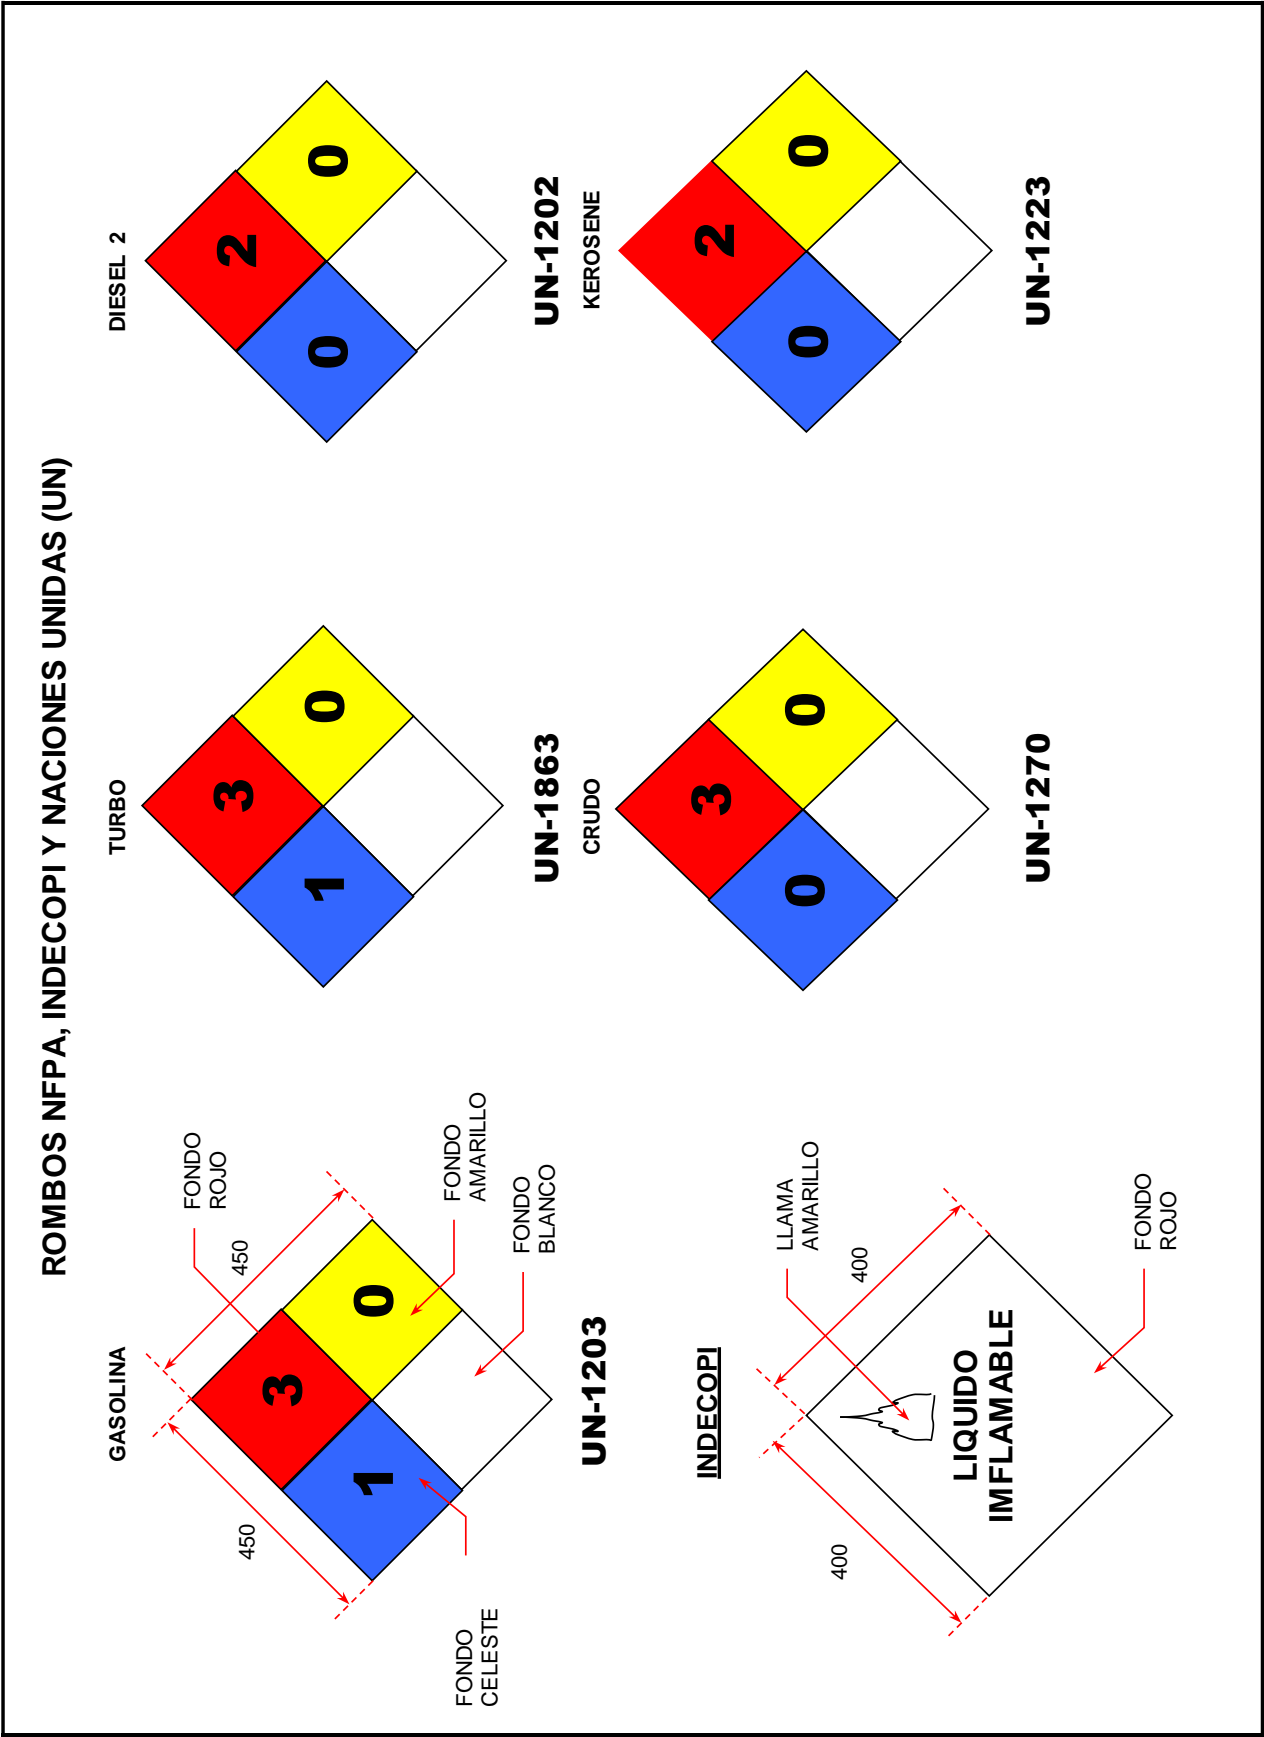 ROMBOS NFPA, INDECOPI Y NACIONES UNIDAS (UN)
GASOLINA
450
450
FONDO
ROJO
3
1
0
FONDO
AMARILLO
FONDO
BLANCO
FONDO
CELESTE
UN-1203
TURBO
3
1
0
UN-1863
DIESEL 2
2
0
0
UN-1202
INDECOPI
400
400
LLAMA
AMARILLO
LIQUIDO
IMFLAMABLE
FONDO
ROJO
CRUDO
3
0
0
UN-1270
KEROSENE
2
0
0
UN-1223